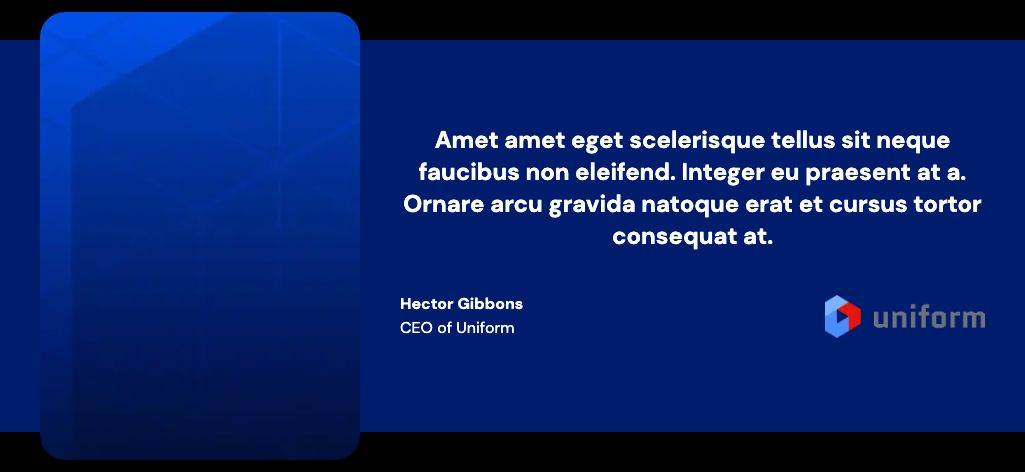 Amet amet eget scelerisque tellus sit neque
faucibus non eleifend. Integer eu praesent at a.
Ornare arcu gravida natoque erat et cursus tortor
consequat at.
Hector Gibbons
CEO of Uniform
uniform